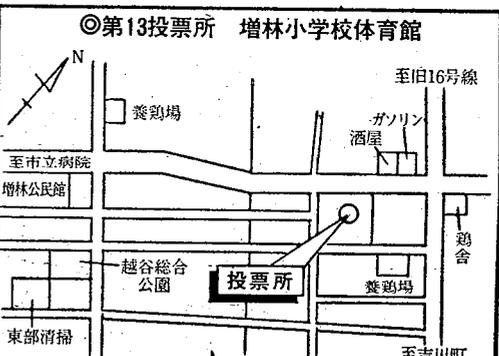 ◎第13投票所 増林小学校体育館
N
至旧16号線
養鶏場
ガソリン
酒屋
至市立病院
増林公民館
鶏舎
越谷総合
公園
投票所
養鶏場
東部清掃
至吉川町